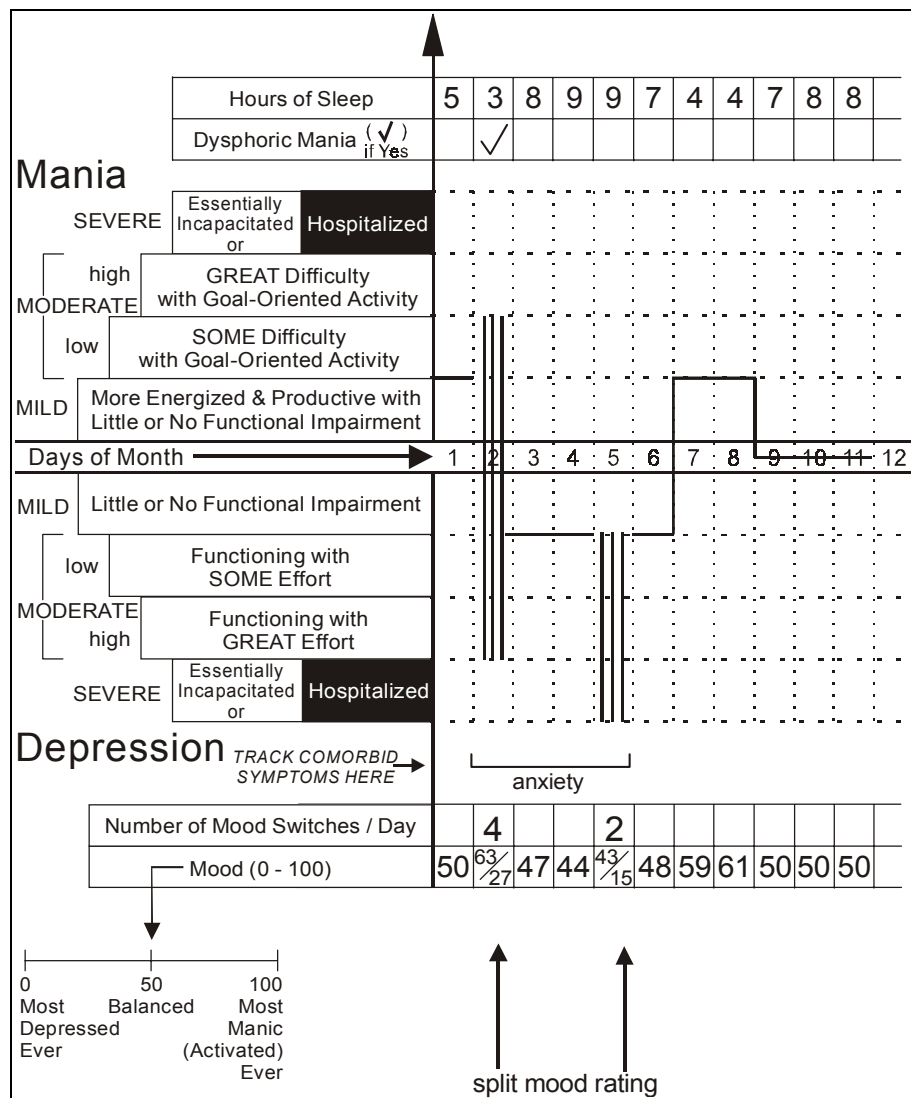 Hours of Sleep 5 3 8 9 9 7 4 4 7 8 8
Dysphoric Mania (✓) if Yes ✓
Mania
SEVERE
Essentially
Incapacitated
or
Hospitalized
high
MODERATE
low
GREAT Difficulty
with Goal-Oriented Activity
SOME Difficulty
with Goal-Oriented Activity
MILD
More Energized & Productive with
Little or No Functional Impairment
Days of Month 1 2 3 4 5 6 7 8 9 10 11 12
MILD
Little or No Functional Impairment
low
MODERATE
high
Functioning with
SOME Effort
Functioning with
GREAT Effort
SEVERE
Essentially
Incapacitated
or
Hospitalized
Depression
TRACK COMORBID
SYMPTOMS HERE
anxiety
Number of Mood Switches / Day 4 2
Mood (0 - 100) 50 63/27 47 44 43/15 48 59 61 50 50 50
0 50 100
Most Balanced Most
Depressed Manic
Ever (Activated)
Ever
split mood rating